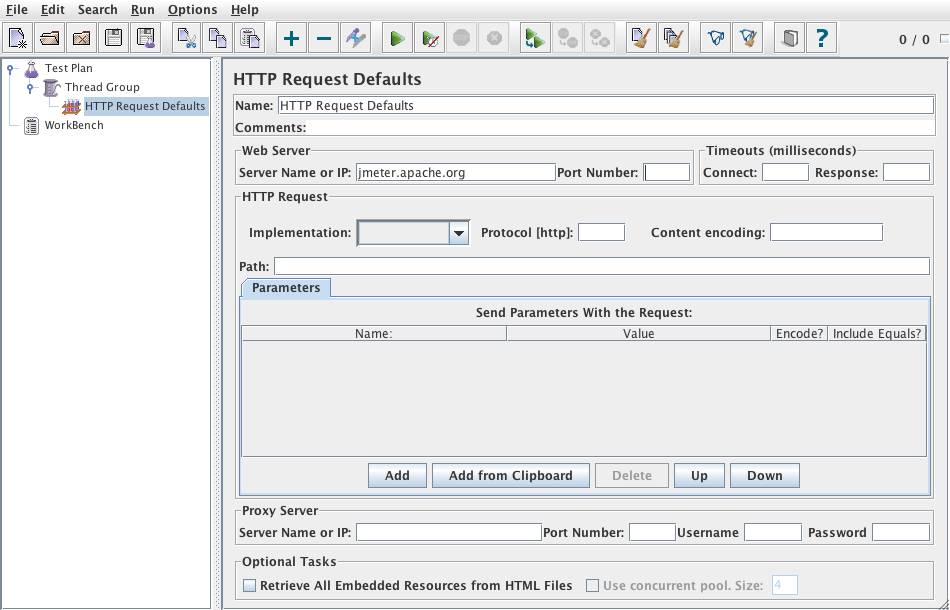 File Edit Search Run Options Help
0 / 0
Test Plan
Thread Group
HTTP Request Defaults
WorkBench
HTTP Request Defaults
Name: HTTP Request Defaults
Comments:
Web Server
Server Name or IP: jmeter.apache.org Port Number:
Timeouts (milliseconds)
Connect: Response:
HTTP Request
Implementation: Protocol [http]: Content encoding:
Path:
Parameters
Send Parameters With the Request:
Name: Value Encode? Include Equals?
Add Add from Clipboard Delete Up Down
Proxy Server
Server Name or IP: Port Number: Username Password
Optional Tasks
Retrieve All Embedded Resources from HTML Files Use concurrent pool. Size: 4